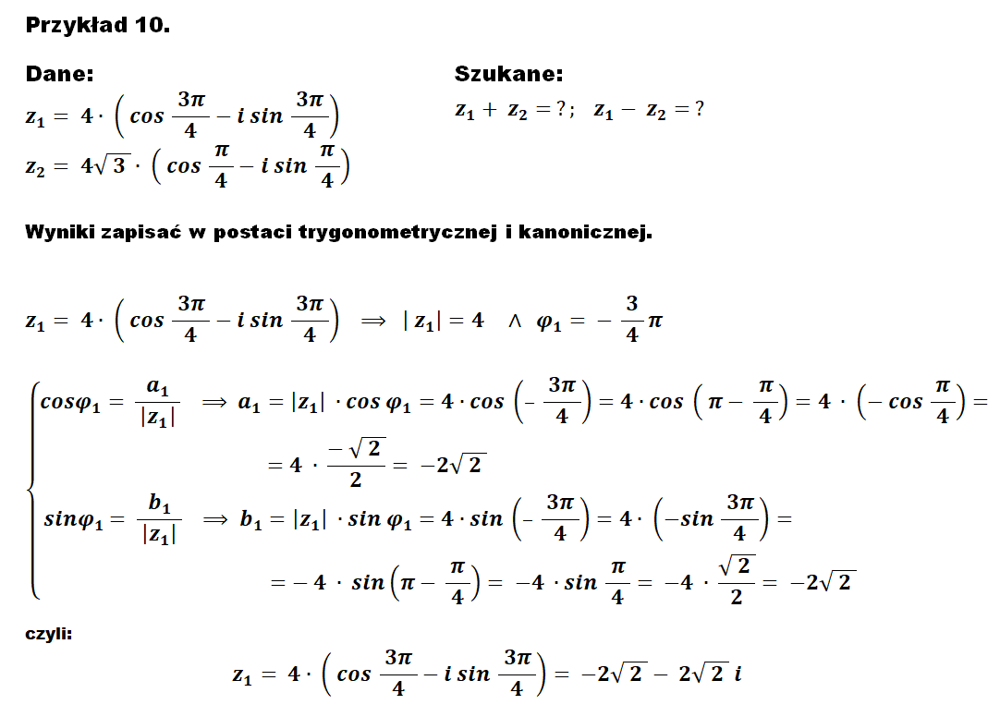 Przykład 10.
Dane: Szukane:
z₁ = 4· ( cos 3π/4 − i sin 3π/4 ) z₁ + z₂ = ? ; z₁ − z₂ = ?
z₂ = 4√3 · ( cos π/4 − i sin π/4 )
Wyniki zapisać w postaci trygonometrycznej i kanonicznej.
z₁ = 4· ( cos 3π/4 − i sin 3π/4 ) ⟹ | z₁| = 4 ∧ φ₁ = − 3/4 π
cosφ₁ = a₁/|z₁| ⟹ a₁ = |z₁| · cos φ₁ = 4 · cos (− 3π/4) = 4 · cos ( π − π/4 ) = 4 · (− cos π/4) =
= 4 · −√2/2 = −2√2
sinφ₁ = b₁/|z₁| ⟹ b₁ = |z₁| · sin φ₁ = 4 · sin (− 3π/4) = 4 · (−sin 3π/4) =
= − 4 · sin (π − π/4) = −4 · sin π/4 = −4 · √2/2 = −2√2
czyli:
z₁ = 4· ( cos 3π/4 − i sin 3π/4 ) = −2√2 − 2√2 i